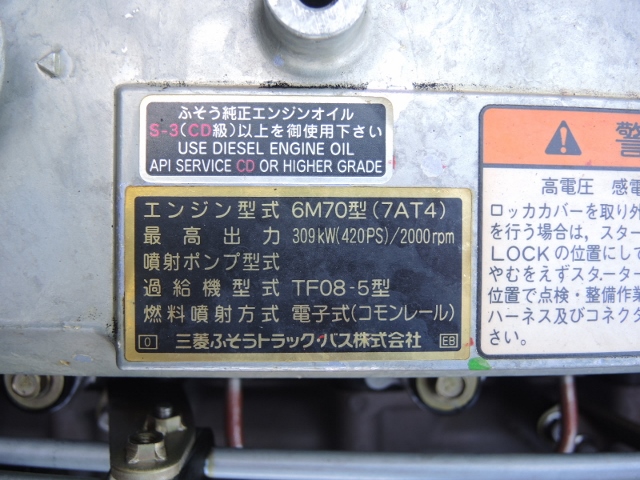 ふそう純正エンジンオイル
S-3(CD級)以上を御使用下さい
USE DIESEL ENGINE OIL
API SERVICE CD OR HIGHER GRADE
エンジン型式 6M70型(7AT4)
最高出力 309kW(420PS)/2000rpm
噴射ポンプ型式
過給機型式 TF08-5型
燃料噴射方式 電子式(コモンレール)
0 三菱ふそうトラック・バス株式会社 EB
警
高電圧 感電
ロッカカバーを取り外
を行う場合は、スター
LOCKの位置にして
やむをえずスタータ
位置で点検・整備作業
ハーネス及びコネクタ
さい。